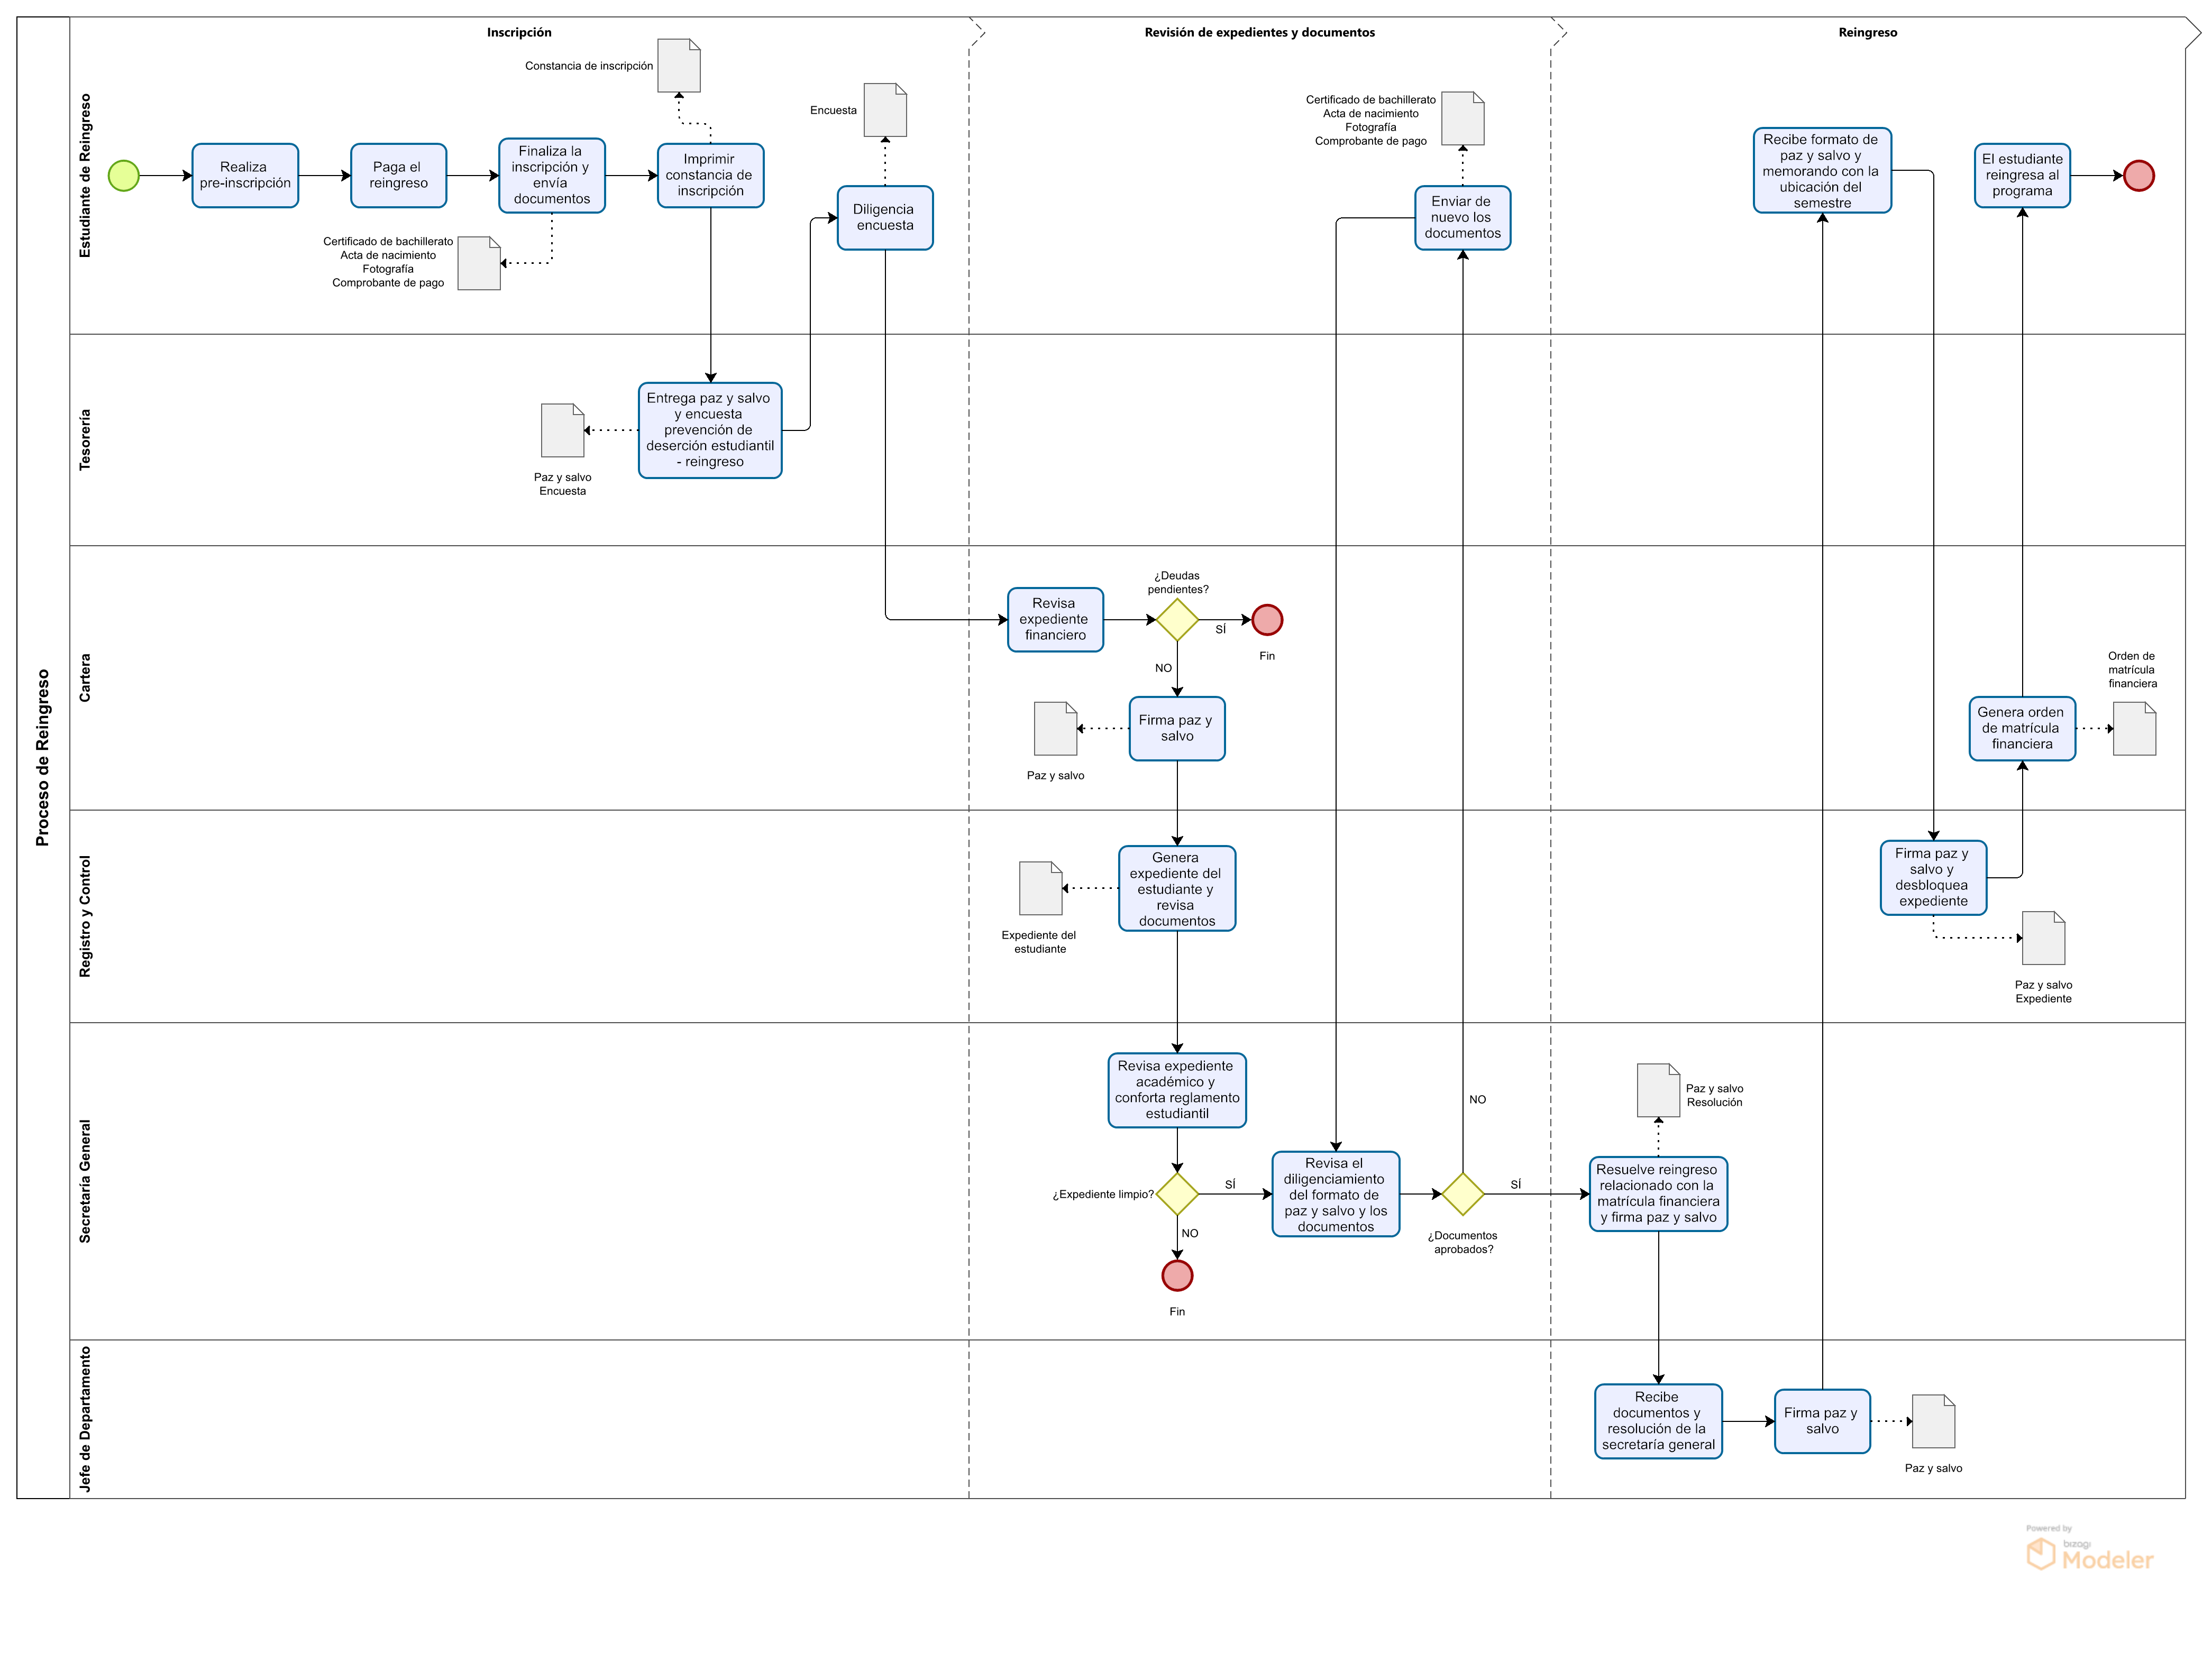 Proceso de Reingreso
Inscripción
Revisión de expedientes y documentos
Reingreso
Estudiante de Reingreso
Constancia de inscripción
Encuesta
Certificado de bachillerato
Acta de nacimiento
Fotografía
Comprobante de pago
Realiza
pre-inscripción
Paga el
reingreso
Finaliza la
inscripción y
envía
documentos
Imprimir
constancia de
inscripción
Diligencia
encuesta
Enviar de
nuevo los
documentos
Recibe formato de
paz y salvo y
memorando con la
ubicación del
semestre
El estudiante
reingresa al
programa
Certificado de bachillerato
Acta de nacimiento
Fotografía
Comprobante de pago
Tesorería
Entrega paz y salvo
y encuesta
prevención de
deserción estudiantil
- reingreso
Paz y salvo
Encuesta
Cartera
Revisa
expediente
financiero
¿Deudas
pendientes?
SÍ
Fin
NO
Firma paz y
salvo
Paz y salvo
Genera orden
de matrícula
financiera
Orden de
matrícula
financiera
Registro y Control
Genera
expediente del
estudiante y
revisa
documentos
Expediente del
estudiante
Firma paz y
salvo y
desbloquea
expediente
Paz y salvo
Expediente
Secretaría General
Revisa expediente
académico y
conforta reglamento
estudiantil
¿Expediente limpio?
SÍ
NO
Fin
Revisa el
diligenciamiento
del formato de
paz y salvo y los
documentos
NO
SÍ
¿Documentos
aprobados?
Paz y salvo
Resolución
Resuelve reingreso
relacionado con la
matrícula financiera
y firma paz y salvo
Jefe de Departamento
Recibe
documentos y
resolución de la
secretaría general
Firma paz y
salvo
Paz y salvo
Powered by
bizagi
Modeler